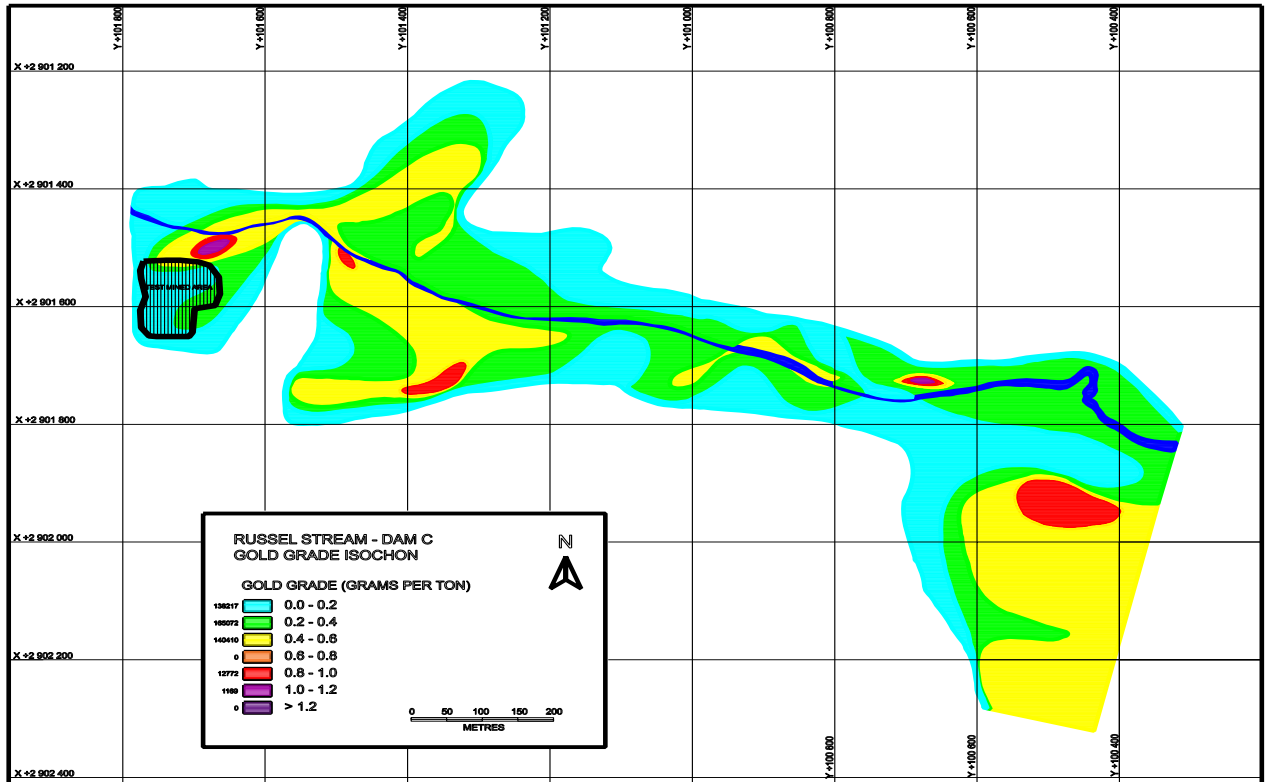 Y +101 800
Y +101 600
Y +101 400
Y +101 200
Y +101 000
Y +100 800
Y +100 600
Y +100 400
X +2 901 200
X +2 901 400
TEST MINED AREA
X +2 901 600
X +2 901 800
X +2 902 000
X +2 902 200
X +2 902 400
Y +100 800
Y +100 600
Y +100 400
RUSSEL STREAM - DAM C
GOLD GRADE ISOCHON
N
GOLD GRADE (GRAMS PER TON)
138217 0.0 - 0.2
165072 0.2 - 0.4
140410 0.4 - 0.6
0 0.6 - 0.8
12772 0.8 - 1.0
1169 1.0 - 1.2
0 > 1.2
0 50 100 150 200
METRES